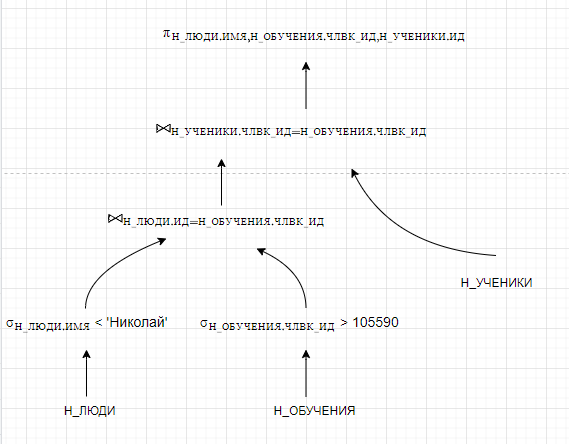 π Н_ЛЮДИ.ИМЯ,Н_ОБУЧЕНИЯ.ЧЛВК_ИД,Н_УЧЕНИКИ.ИД
⋈Н_УЧЕНИКИ.ЧЛВК_ИД=Н_ОБУЧЕНИЯ.ЧЛВК_ИД
⋈Н_ЛЮДИ.ИД=Н_ОБУЧЕНИЯ.ЧЛВК_ИД
Н_УЧЕНИКИ
σН_ЛЮДИ.ИМЯ < 'Николай' σН_ОБУЧЕНИЯ.ЧЛВК_ИД > 105590
Н_ЛЮДИ Н_ОБУЧЕНИЯ